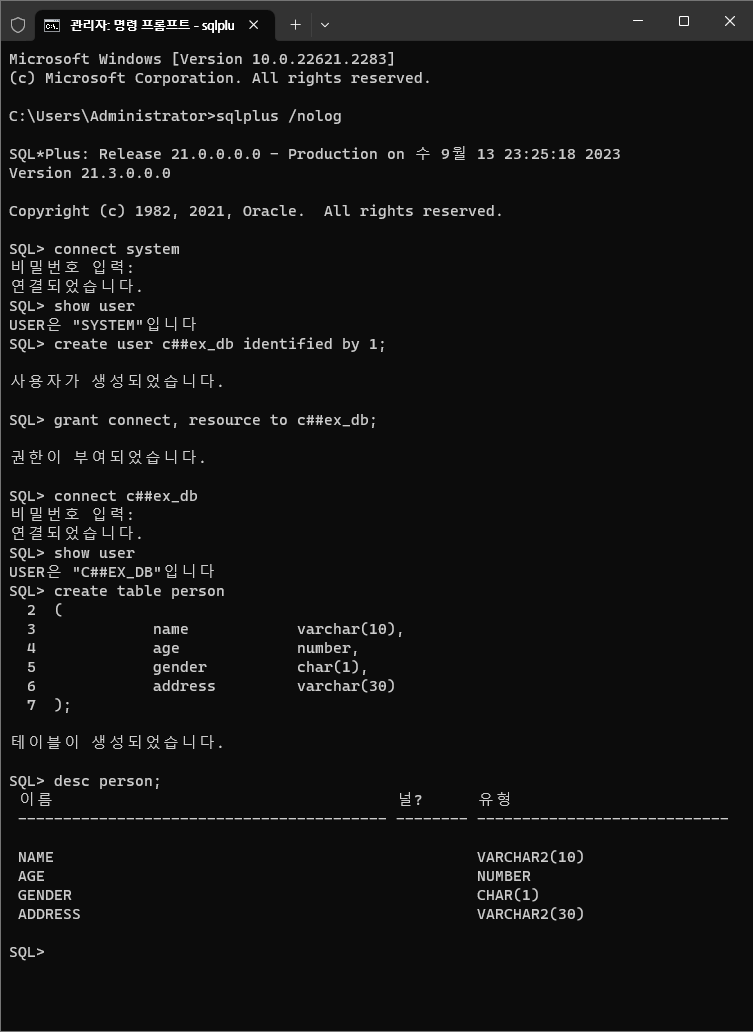 관리자: 명령 프롬프트 - sqlplu
Microsoft Windows [Version 10.0.22621.2283]
(c) Microsoft Corporation. All rights reserved.
C:\Users\Administrator>sqlplus /nolog
SQL*Plus: Release 21.0.0.0.0 - Production on 수 9월 13 23:25:18 2023
Version 21.3.0.0.0
Copyright (c) 1982, 2021, Oracle.  All rights reserved.
SQL> connect system
비밀번호 입력:
연결되었습니다.
SQL> show user
USER은 "SYSTEM"입니다
SQL> create user c##ex_db identified by 1;
사용자가 생성되었습니다.
SQL> grant connect, resource to c##ex_db;
권한이 부여되었습니다.
SQL> connect c##ex_db
비밀번호 입력:
연결되었습니다.
SQL> show user
USER은 "C##EX_DB"입니다
SQL> create table person
  2  (
  3             name            varchar(10),
  4             age             number,
  5             gender          char(1),
  6             address         varchar(30)
  7  );
테이블이 생성되었습니다.
SQL> desc person;
 이름                                      널?      유형
 ----------------------------------------- -------- ----------------------------
 NAME                                               VARCHAR2(10)
 AGE                                                NUMBER
 GENDER                                             CHAR(1)
 ADDRESS                                            VARCHAR2(30)
SQL>